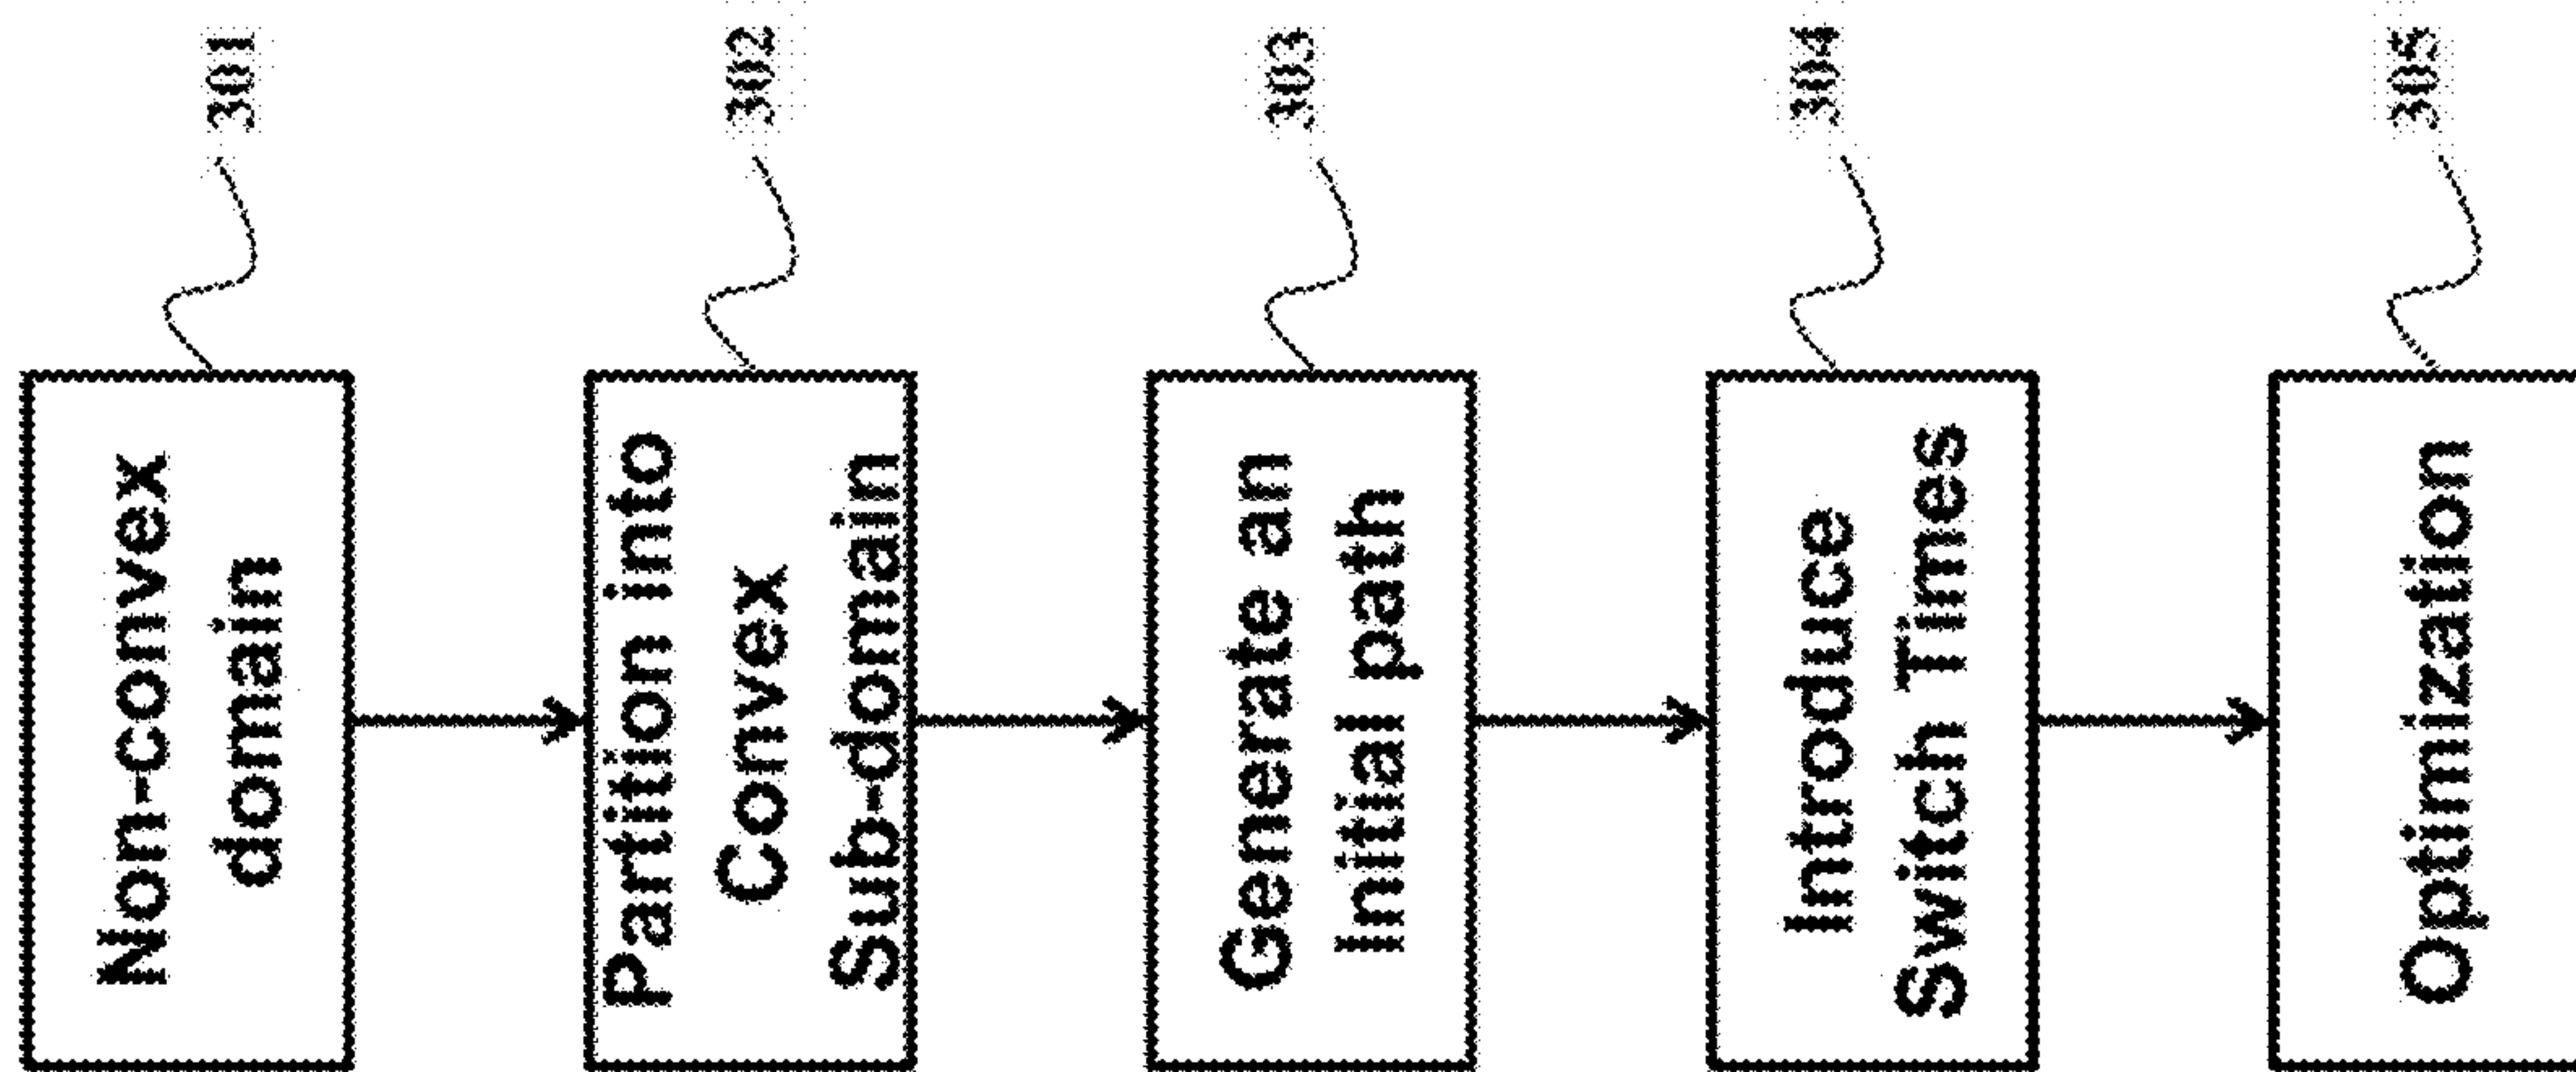 Non-convex
domain
301
Partition into
Convex
Sub-domain
302
Generate an
Initial path
303
Introduce
Switch Times
304
Optimization
305